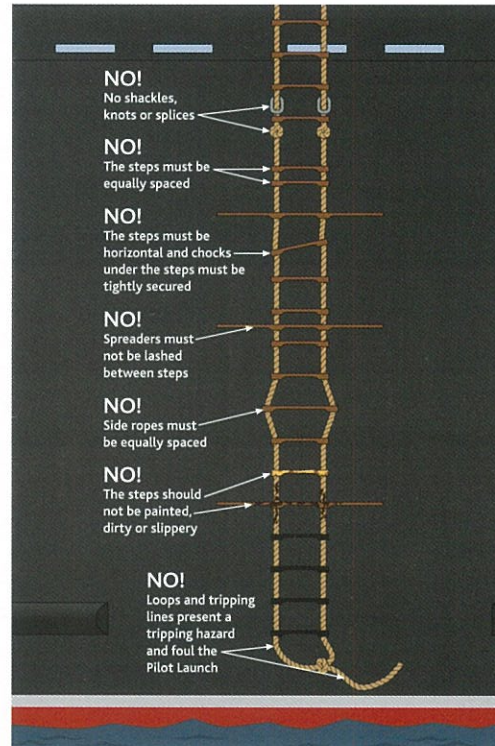 NO!
No shackles,
knots or splices
NO!
The steps must be
equally spaced
NO!
The steps must be
horizontal and chocks
under the steps must be
tightly secured
NO!
Spreaders must
not be lashed
between steps
NO!
Side ropes must
be equally spaced
NO!
The steps should
not be painted,
dirty or slippery
NO!
Loops and tripping
lines present a
tripping hazard
and foul the
Pilot Launch